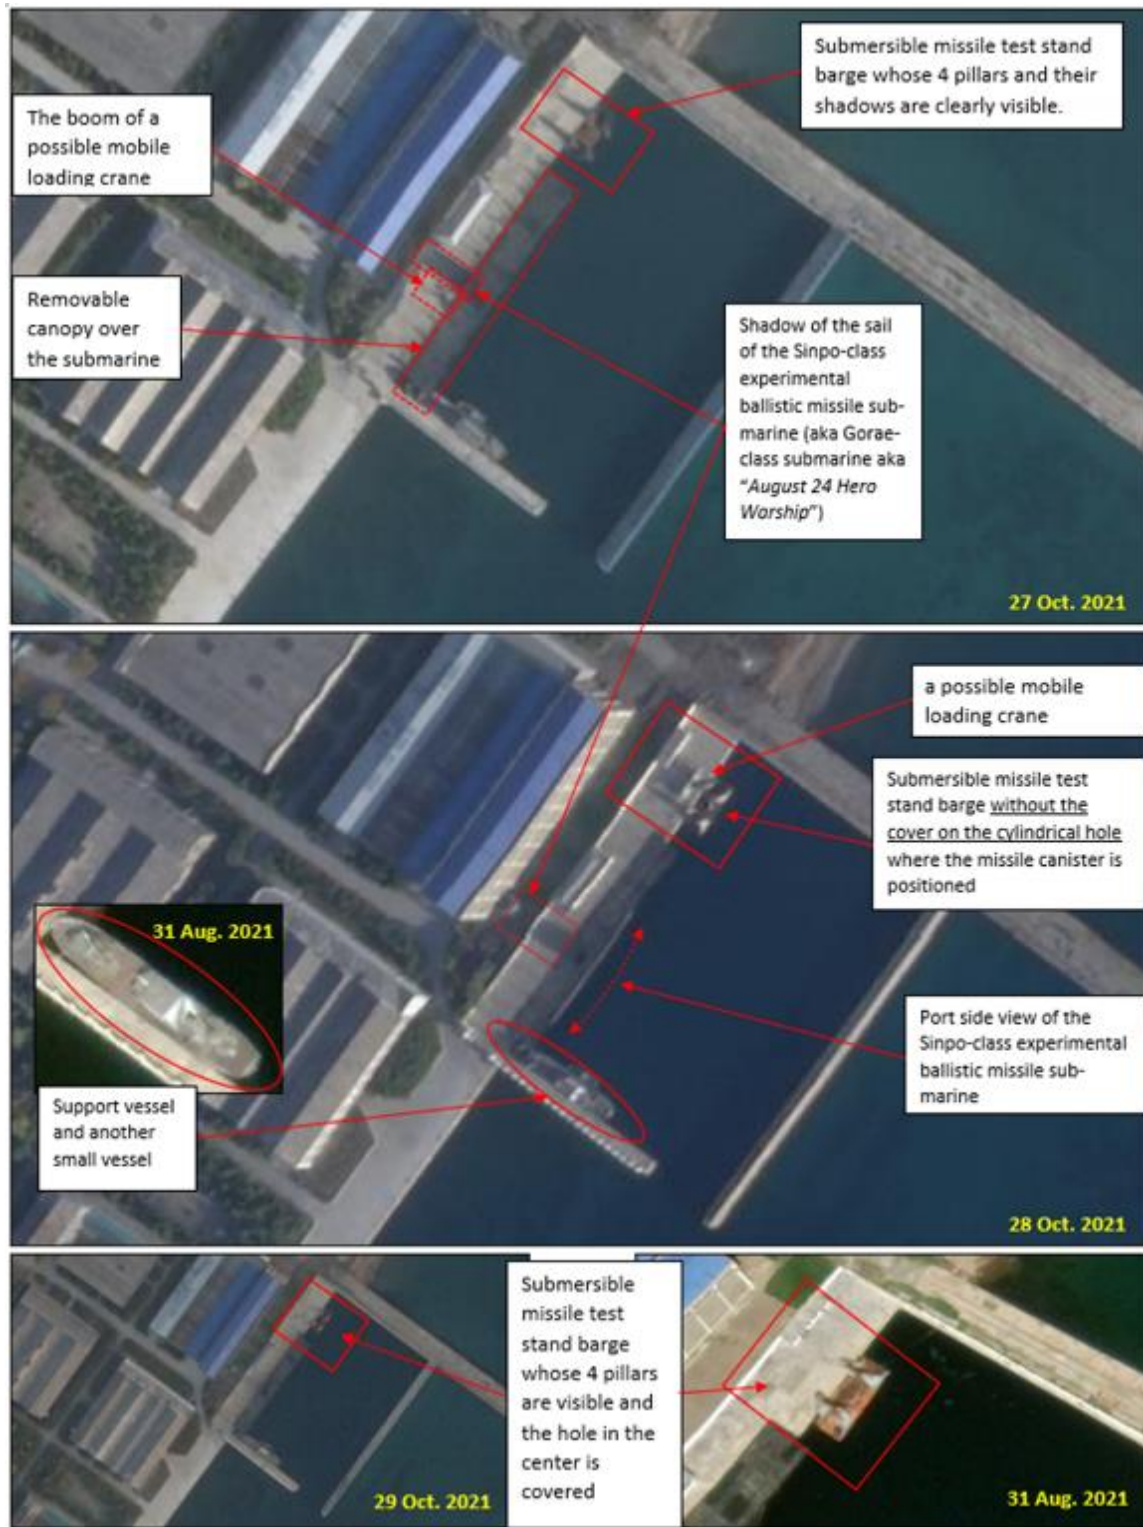 Submersible missile test stand
barge whose 4 pillars and their
shadows are clearly visible.
The boom of a
possible mobile
loading crane
Removable
canopy over
the submarine
Shadow of the sail
of the Sinpo-class
experimental
ballistic missile sub-
marine (aka Gorae-
class submarine aka
“August 24 Hero
Worship”)
27 Oct. 2021
a possible mobile
loading crane
Submersible missile test
stand barge without the
cover on the cylindrical hole
where the missile canister is
positioned
31 Aug. 2021
Port side view of the
Sinpo-class experimental
ballistic missile sub-
marine
Support vessel
and another
small vessel
28 Oct. 2021
Submersible
missile test
stand barge
whose 4 pillars
are visible and
the hole in the
center is
covered
29 Oct. 2021
31 Aug. 2021